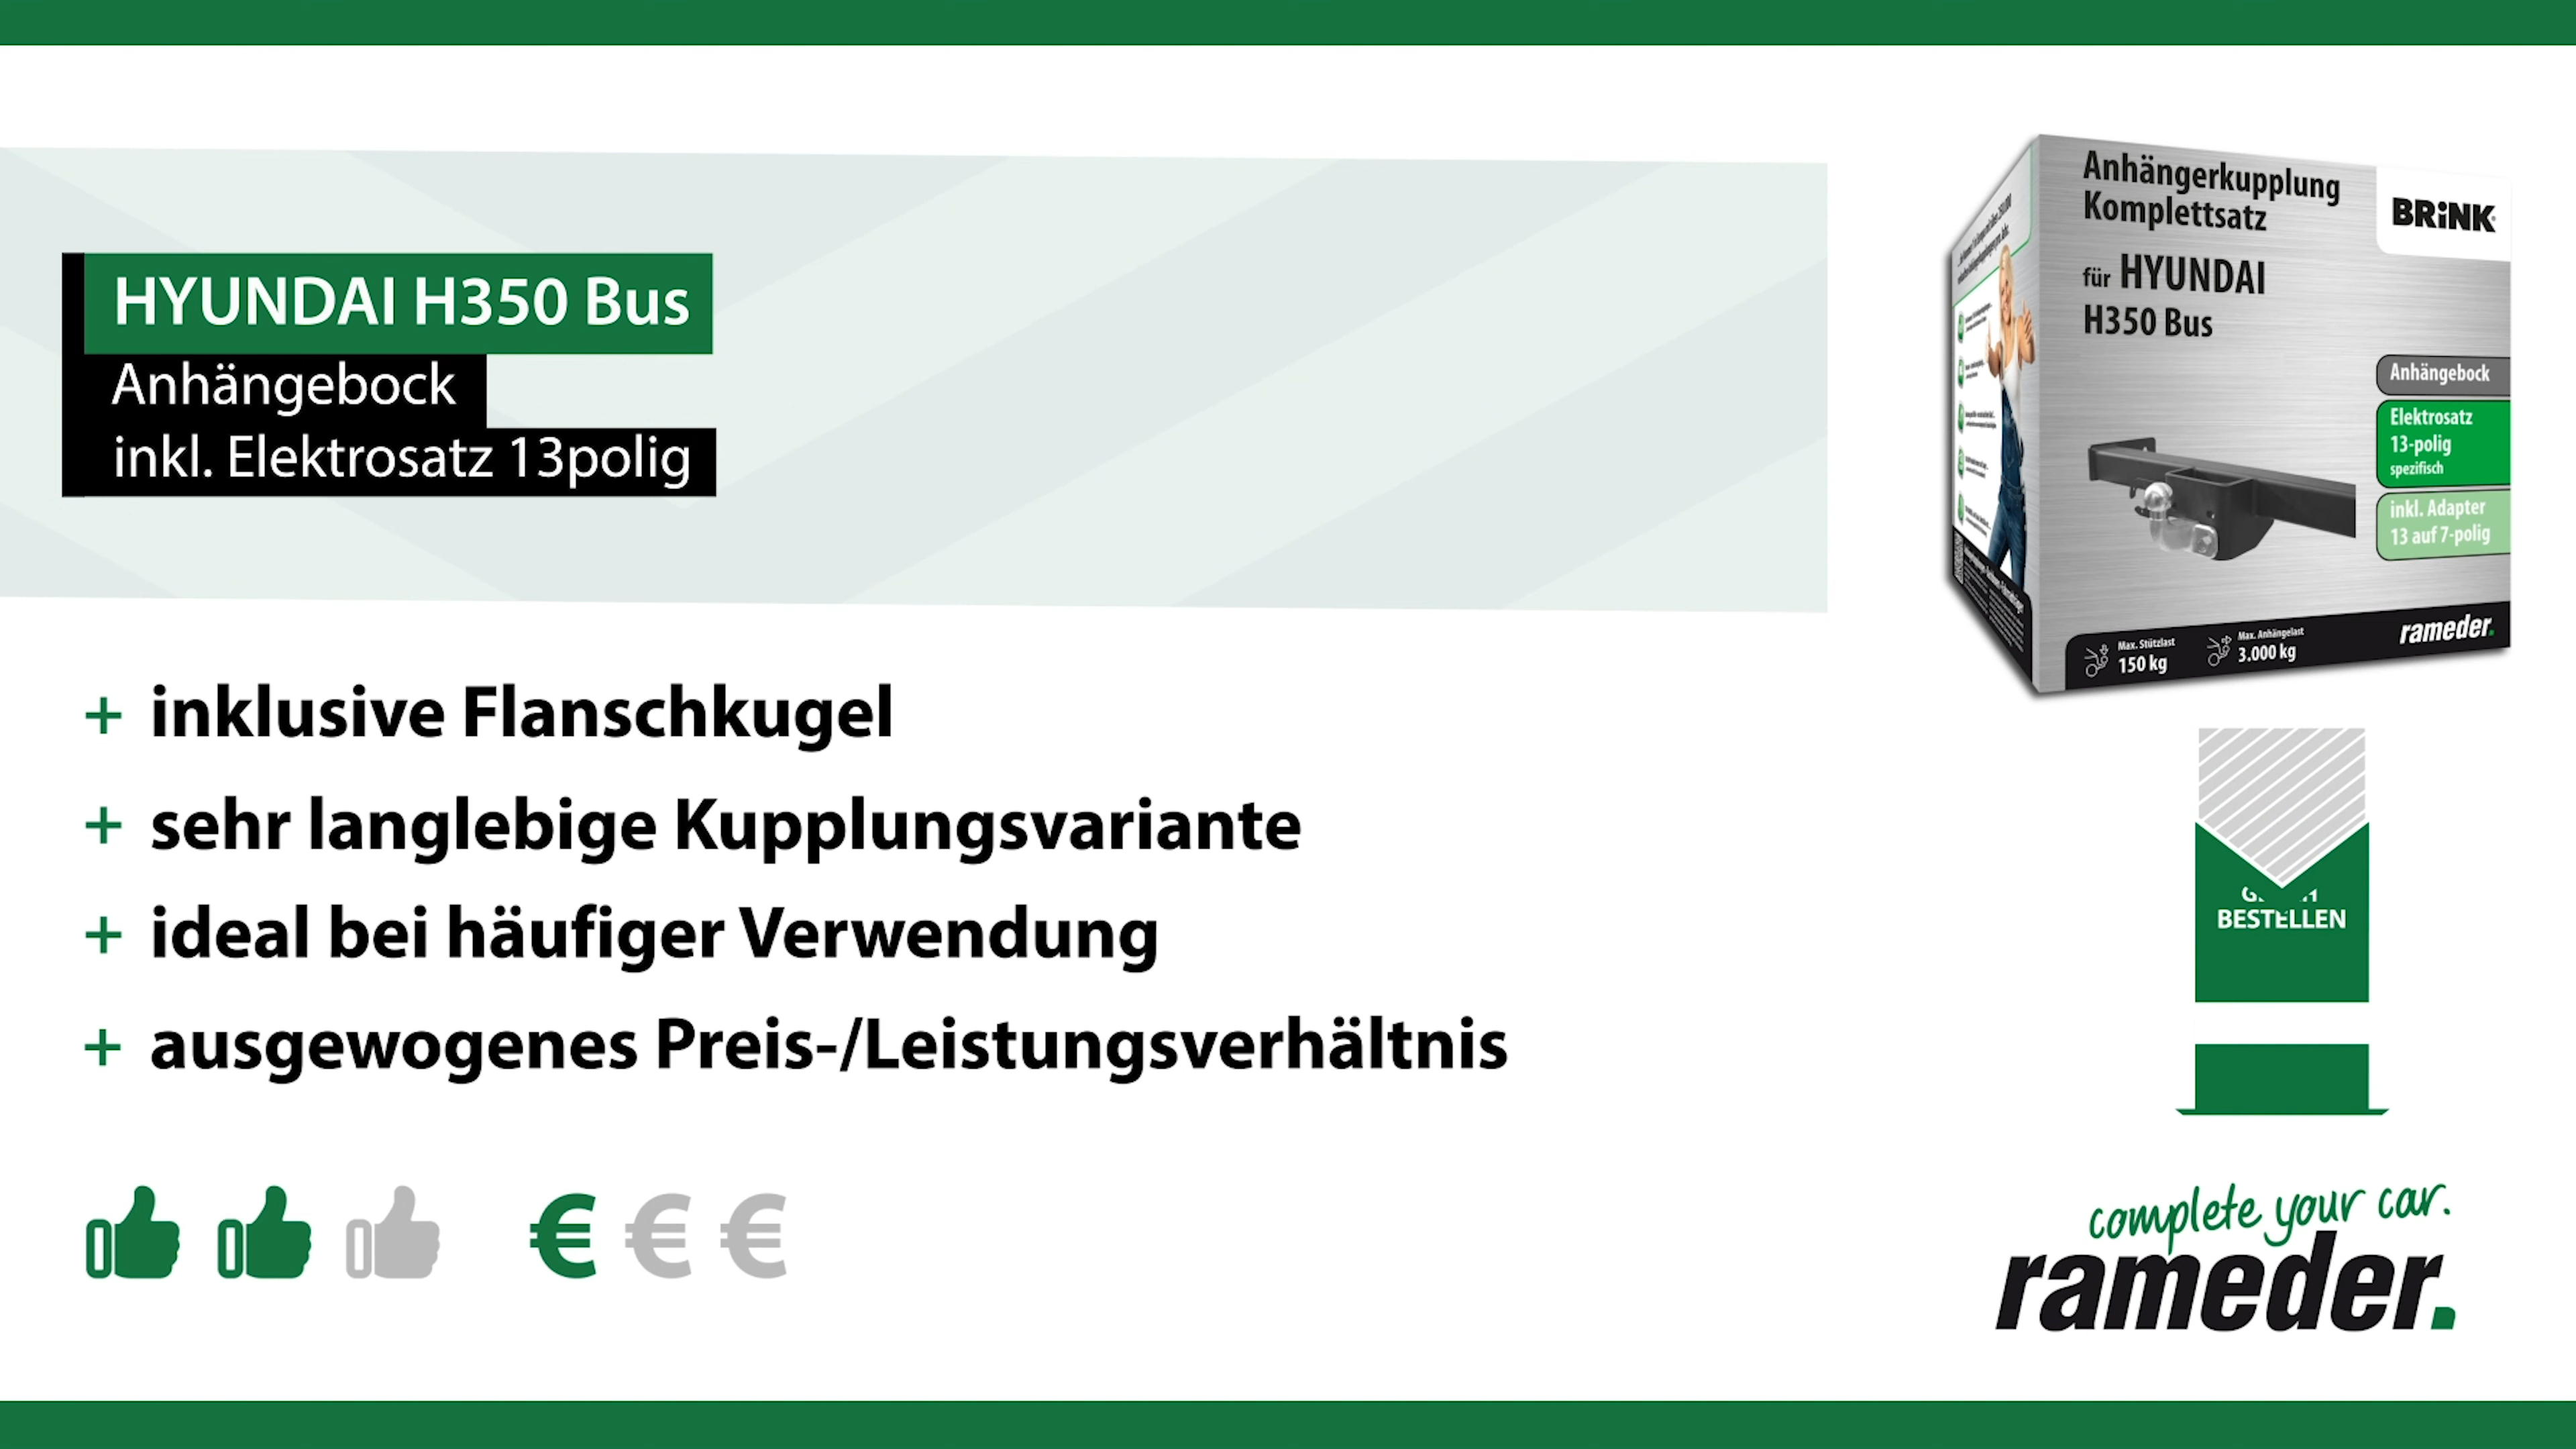 HYUNDAI H350 Bus
Anhängebock
inkl. Elektrosatz 13polig
+ inklusive Flanschkugel
+ sehr langlebige Kupplungsvariante
+ ideal bei häufiger Verwendung
+ ausgewogenes Preis-/Leistungsverhältnis
€ € €
Anhängerkupplung
Komplettsatz
BRiNK
für HYUNDAI
H350 Bus
Anhängebock
Elektrosatz
13-polig
spezifisch
inkl. Adapter
13 auf 7-polig
Max. Stützlast
150 kg
Max. Anhängelast
3.000 kg
rameder.
BESTELLEN
complete your car.
rameder.